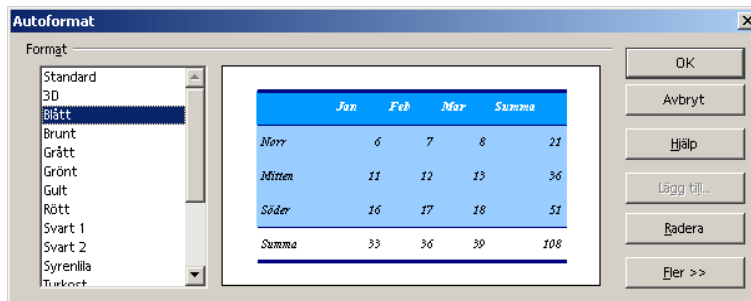 Autoformat
Format
Standard
3D
Blått
Brunt
Grått
Grönt
Gult
Rött
Svart 1
Svart 2
Syrenlila
Turkost
Jan Feb Mar Summa
Norr 6 7 8 21
Mitten 11 12 13 36
Söder 16 17 18 51
Summa 33 36 39 108
OK
Avbryt
Hjälp
Lägg till...
Radera
Fler >>